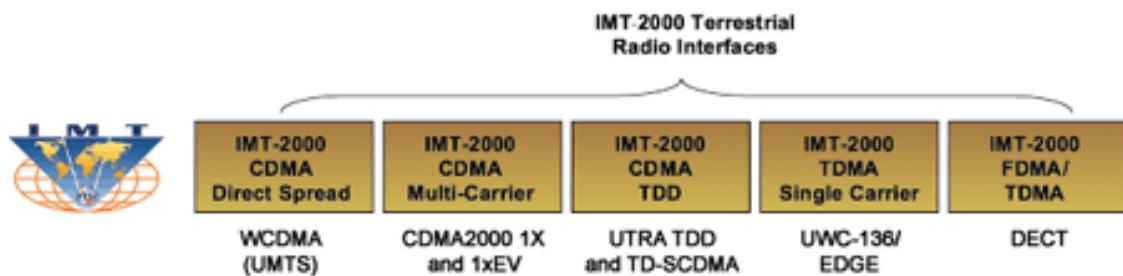 IMT-2000 Terrestrial
Radio Interfaces
IMT
IMT-2000
CDMA
Direct Spread
IMT-2000
CDMA
Multi-Carrier
IMT-2000
CDMA
TDD
IMT-2000
TDMA
Single Carrier
IMT-2000
FDMA/
TDMA
WCDMA
(UMTS)
CDMA2000 1X
and 1xEV
UTRA TDD
and TD-SCDMA
UWC-136/
EDGE
DECT